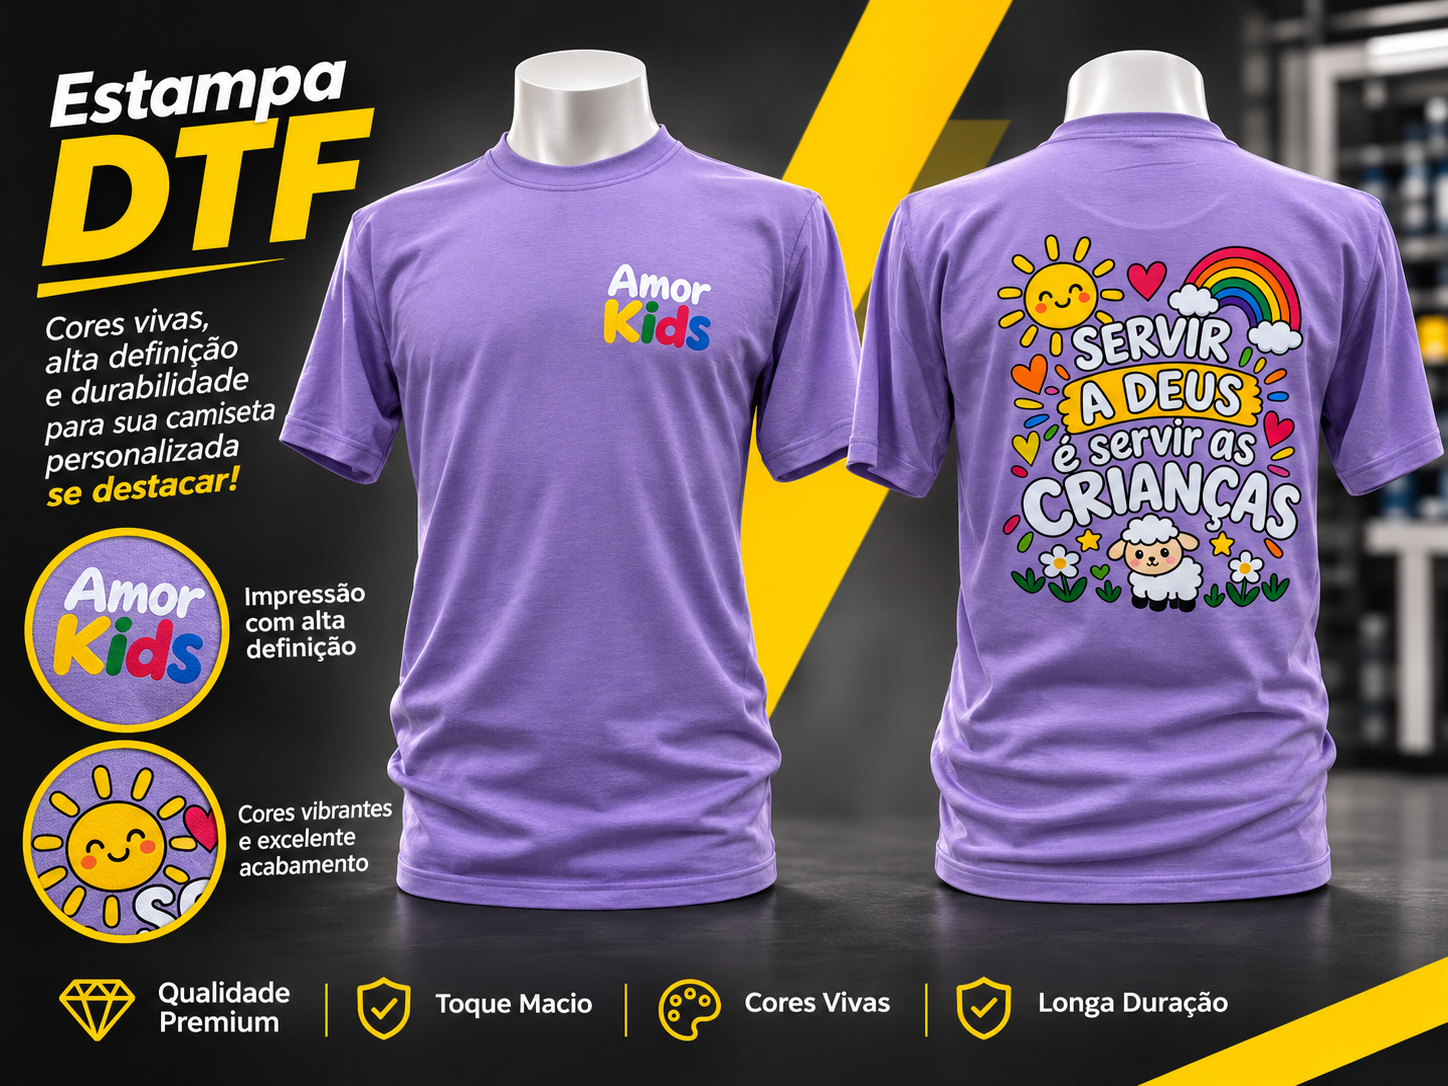 Estampa
DTF
Cores vivas,
alta definição
e durabilidade
para sua camiseta
personalizada
se destacar!
Amor
Kids
Impressão
com alta
definição
SC
Cores vibrantes
e excelente
acabamento
Amor
Kids
SERVIR
A DEUS
é servir as
CRIANÇAS
Qualidade
Premium
Toque Macio
Cores Vivas
Longa Duração